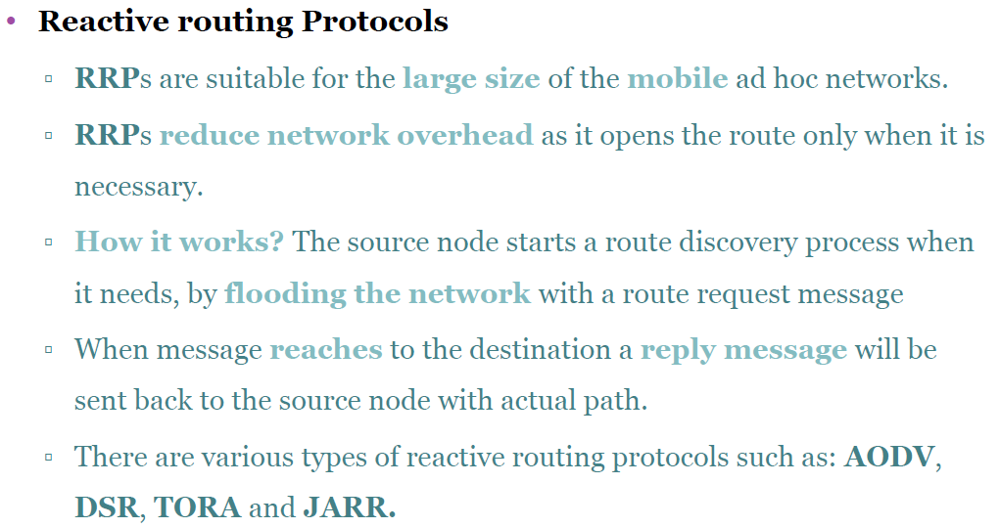 • Reactive routing Protocols
▫ RRPs are suitable for the large size of the mobile ad hoc networks.
▫ RRPs reduce network overhead as it opens the route only when it is
necessary.
▫ How it works? The source node starts a route discovery process when
it needs, by flooding the network with a route request message
▫ When message reaches to the destination a reply message will be
sent back to the source node with actual path.
▫ There are various types of reactive routing protocols such as: AODV,
DSR, TORA and JARR.